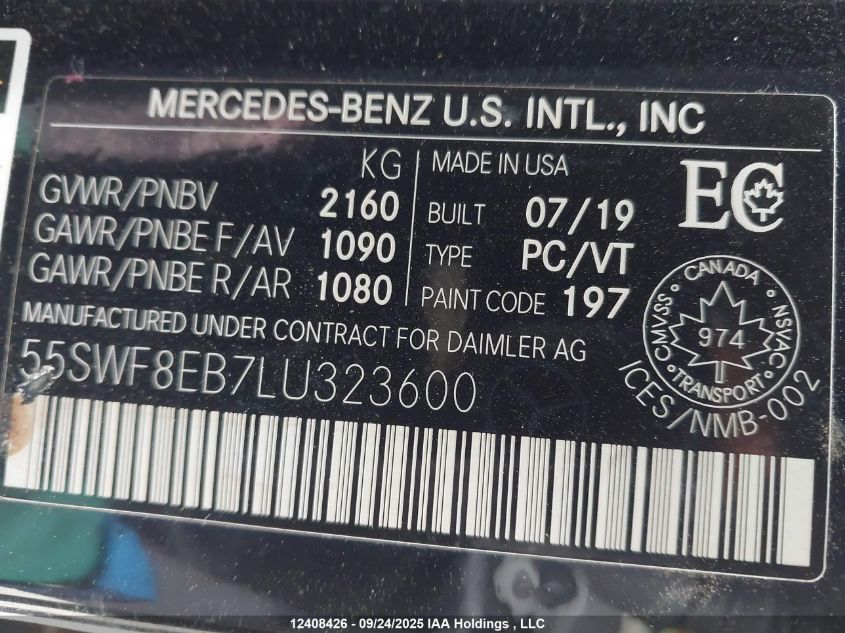 MERCEDES-BENZ U.S. INTL., INC
KG
GVWR/PNBV 2160
GAWR/PNBE F/AV 1090
GAWR/PNBE R/AR 1080
MADE IN USA
BUILT 07/19
TYPE PC/VT
PAINT CODE 197
EC
CANADA
CMVSS 974 NSVAC
TRANSPORT
ICES/NMB-002
MANUFACTURED UNDER CONTRACT FOR DAIMLER AG
55SWF8EB7LU323600
12408426 - 09/24/2025 IAA Holdings , LLC